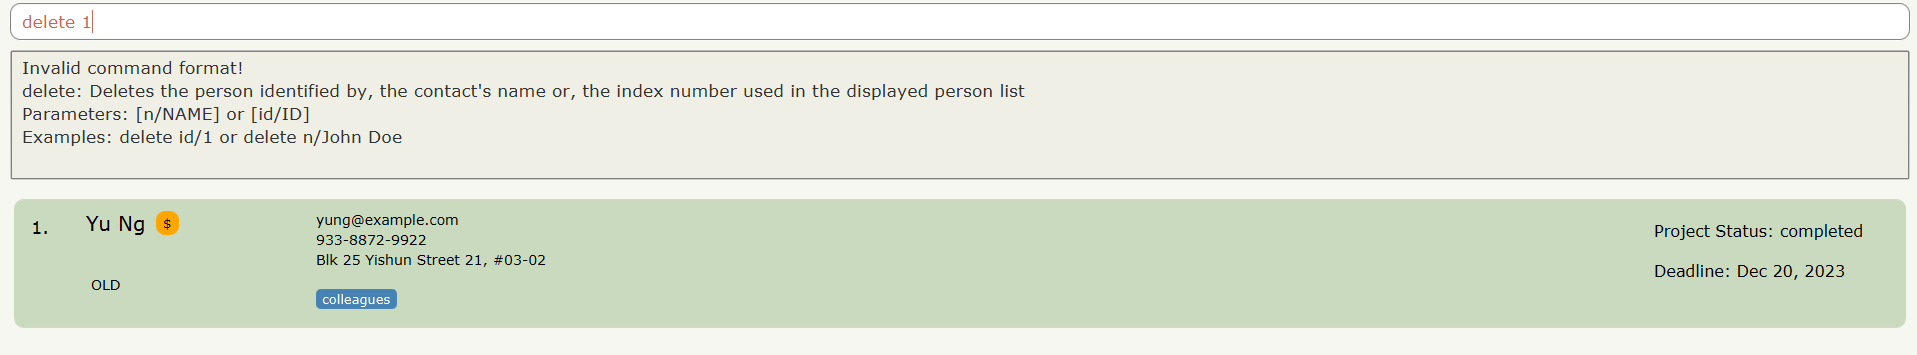 delete 1
Invalid command format!
delete: Deletes the person identified by, the contact's name or, the index number used in the displayed person list
Parameters: [n/NAME] or [id/ID]
Examples: delete id/1 or delete n/John Doe
1. Yu Ng $
OLD
yung@example.com
933-8872-9922
Blk 25 Yishun Street 21, #03-02
colleagues
Project Status: completed
Deadline: Dec 20, 2023